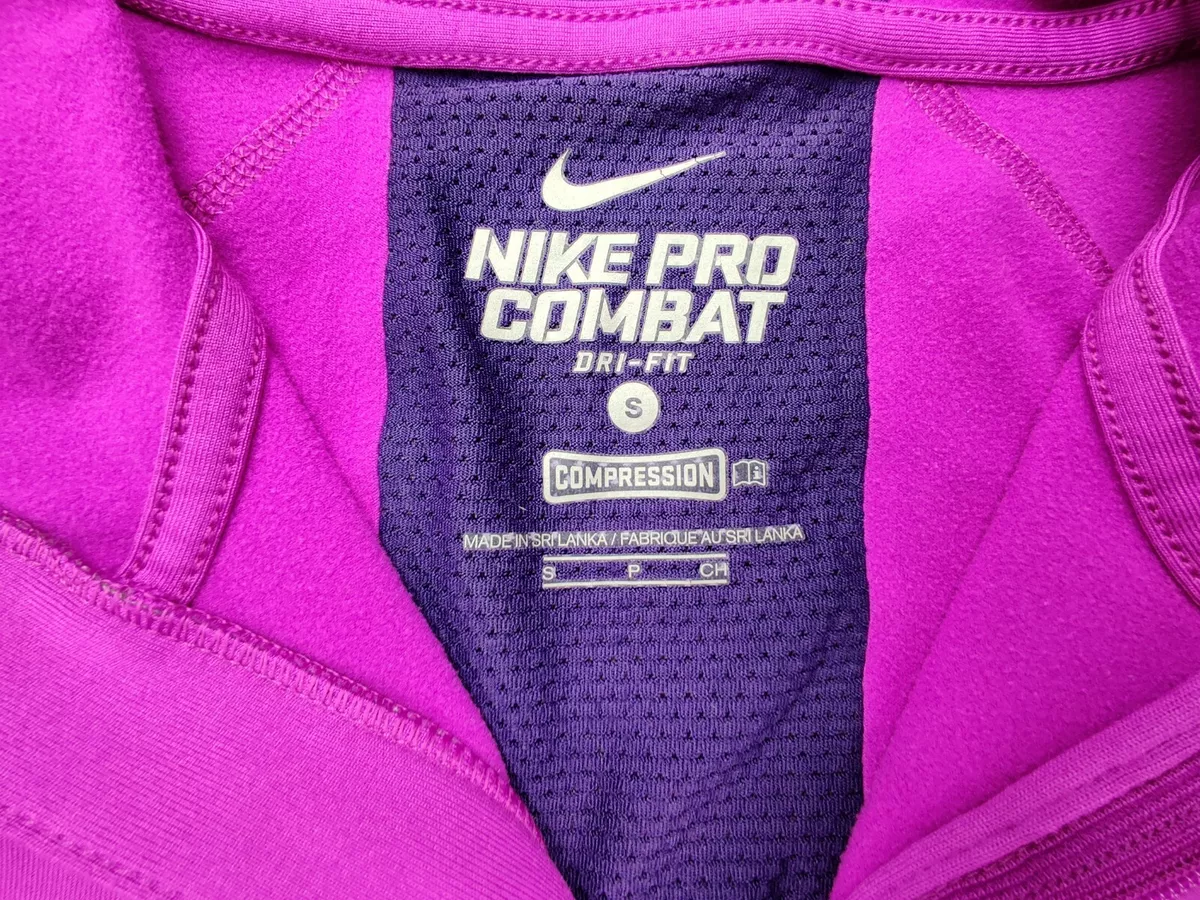 NIKE PRO
COMBAT
DRI-FIT
S
COMPRESSION
MADE IN SRI LANKA / FABRIQUE AU SRI LANKA
S P CH